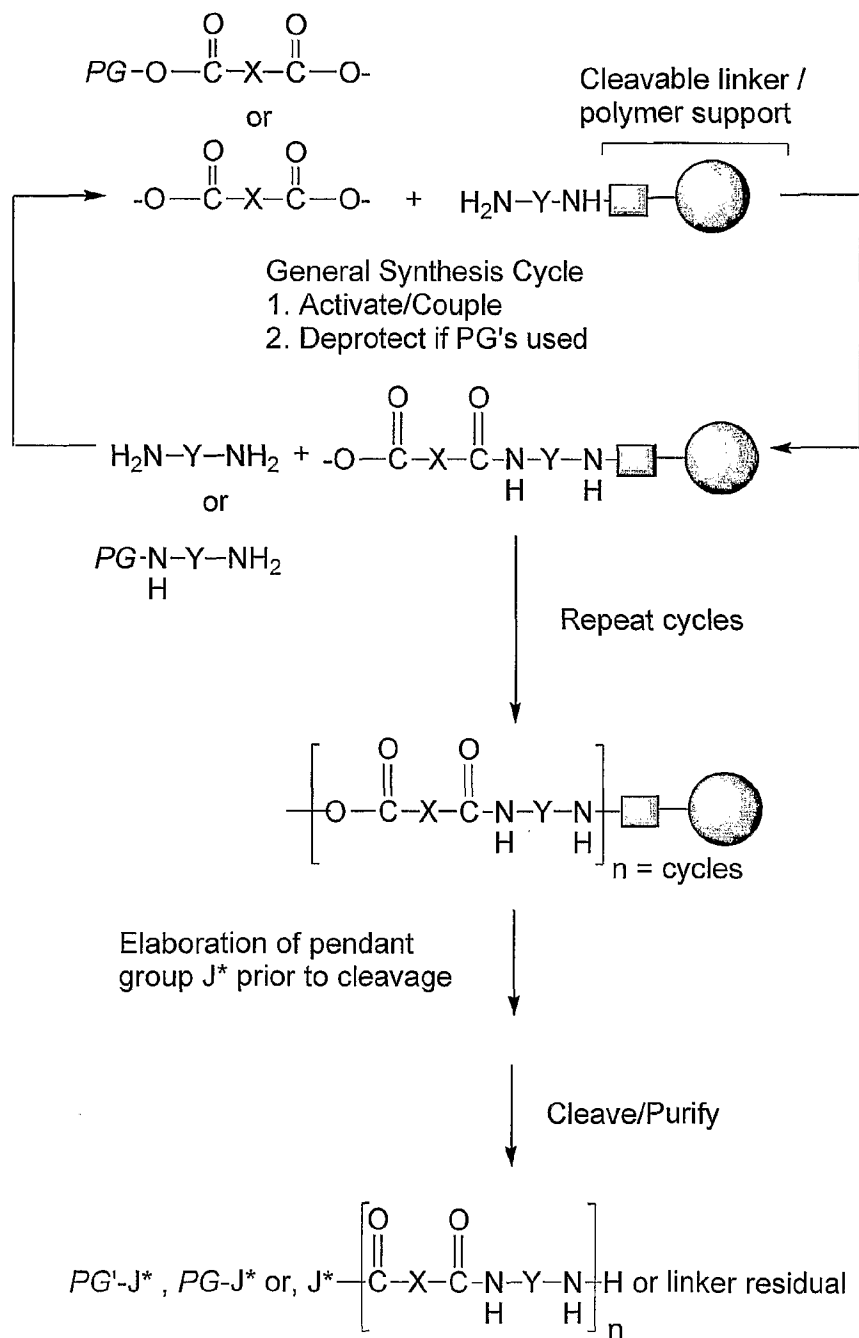 O O
PG-O-C-X-C-O-
or
Cleavable linker /
polymer support
O O
-O-C-X-C-O- + H₂N-Y-NH
General Synthesis Cycle
1. Activate/Couple
2. Deprotect if PG's used
O O
H₂N-Y-NH₂ + -O-C-X-C-N-Y-N
H H
or
PG-N-Y-NH₂
H
Repeat cycles
O O
O-C-X-C-N-Y-N
H H
n = cycles
Elaboration of pendant
group J* prior to cleavage
Cleave/Purify
O O
PG'-J* , PG-J* or, J*-C-X-C-N-Y-N-H or linker residual
H H
n